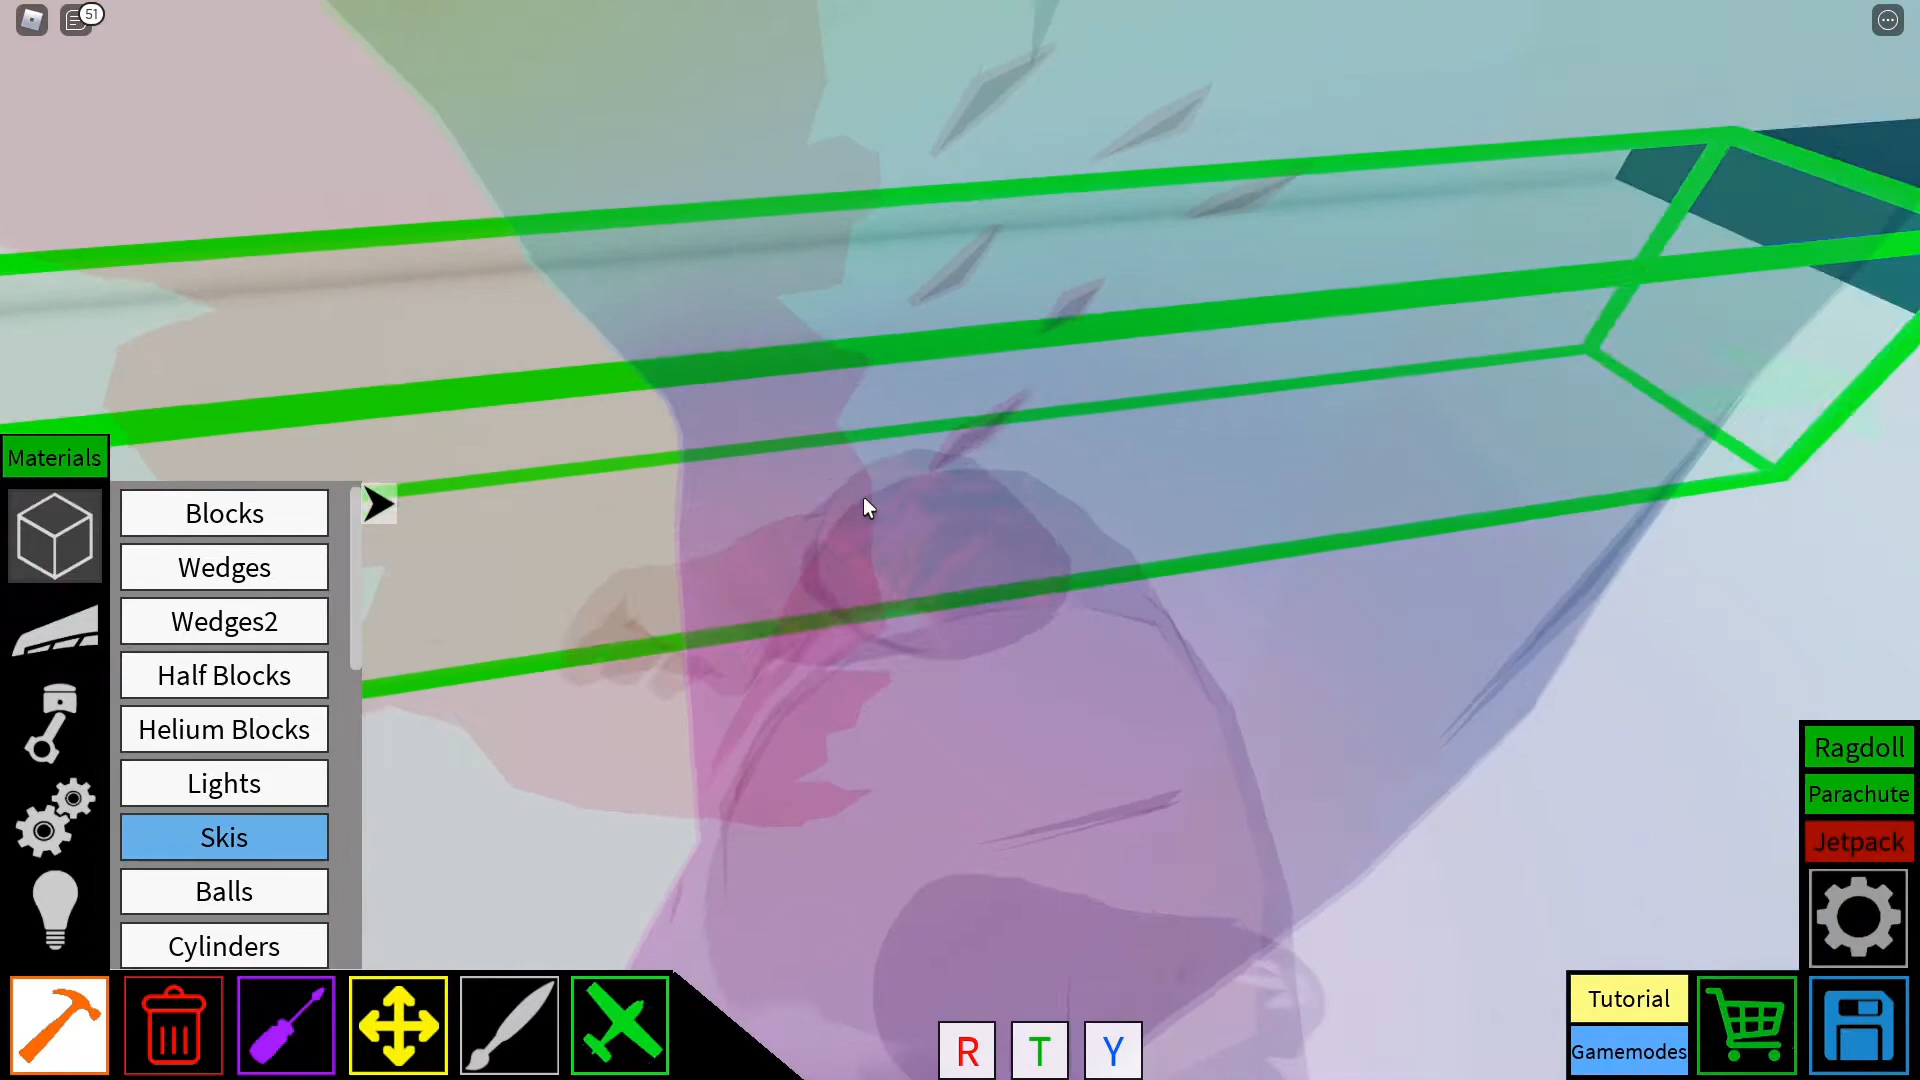 51
Materials
Blocks
Wedges
Wedges2
Half Blocks
Helium Blocks
Lights
Skis
Balls
Cylinders
Ragdoll
Parachute
Jetpack
Tutorial
Gamemodes
R T Y